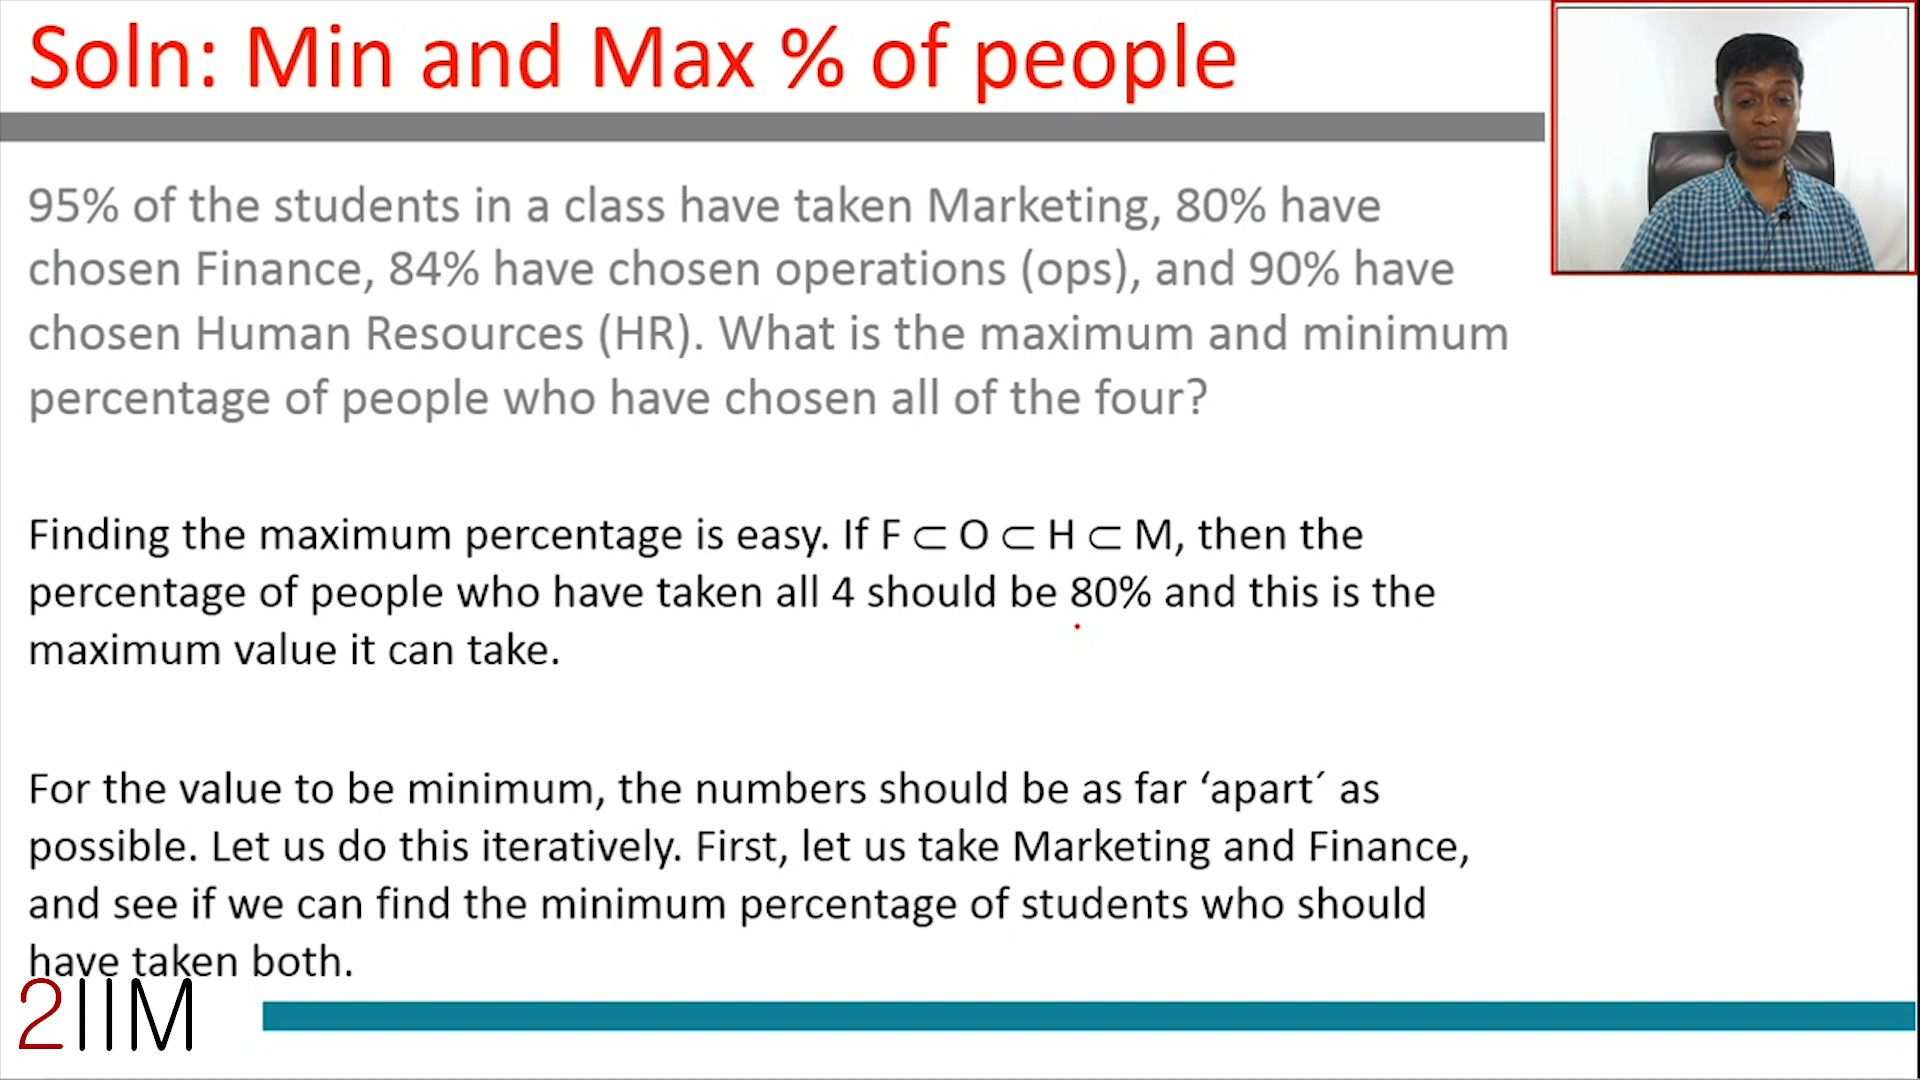 Soln: Min and Max % of people
95% of the students in a class have taken Marketing, 80% have
chosen Finance, 84% have chosen operations (ops), and 90% have
chosen Human Resources (HR). What is the maximum and minimum
percentage of people who have chosen all of the four?
Finding the maximum percentage is easy. If F ⊂ O ⊂ H ⊂ M, then the
percentage of people who have taken all 4 should be 80% and this is the
maximum value it can take.
For the value to be minimum, the numbers should be as far ‘apart´ as
possible. Let us do this iteratively. First, let us take Marketing and Finance,
and see if we can find the minimum percentage of students who should
have taken both.
2IIM